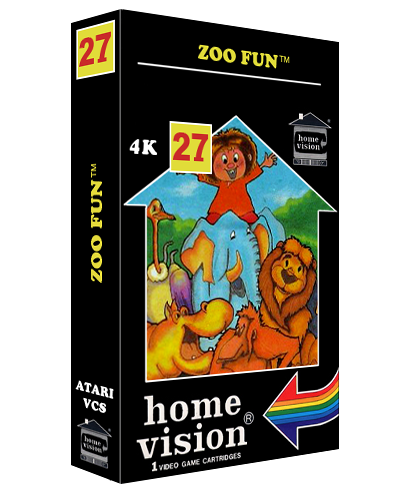 27
ZOO FUN™
ATARI
VCS
home
vision
ZOO FUN™
4K
27
home
vision
home
vision®
1 VIDEO GAME CARTRIDGES